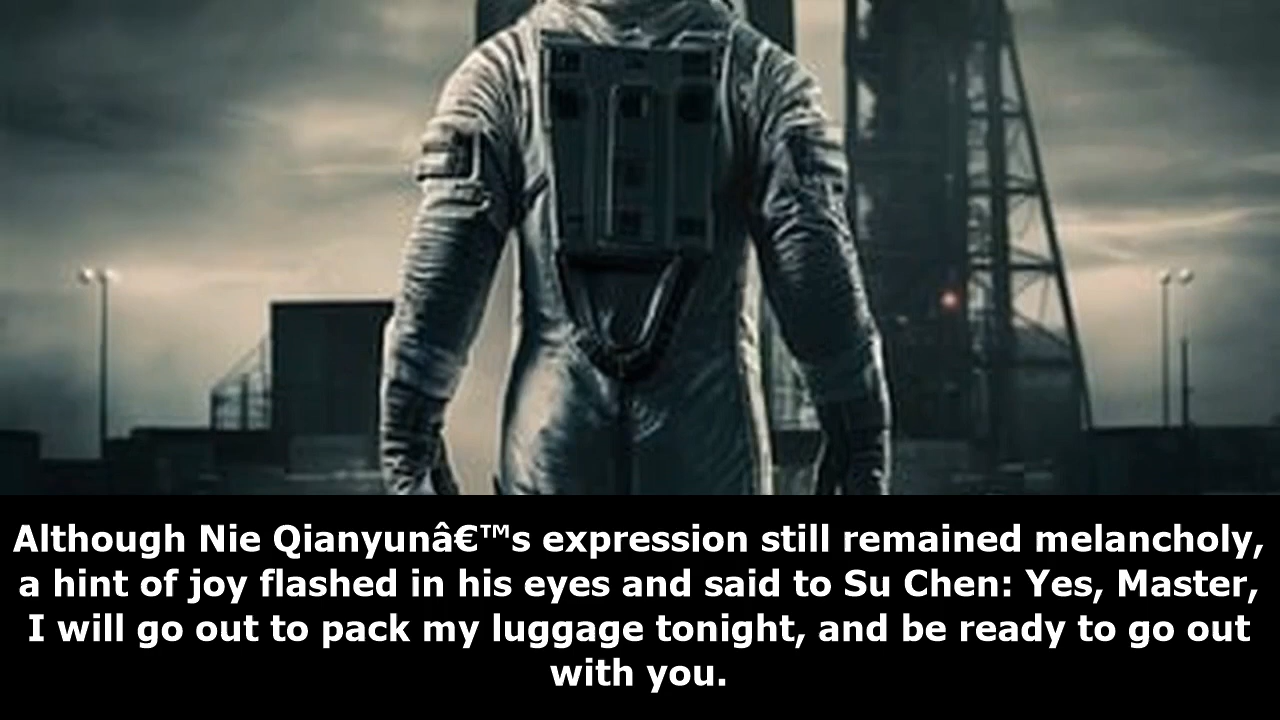 Although Nie Qianyunâ€™s expression still remained melancholy,
a hint of joy flashed in his eyes and said to Su Chen: Yes, Master,
I will go out to pack my luggage tonight, and be ready to go out
with you.